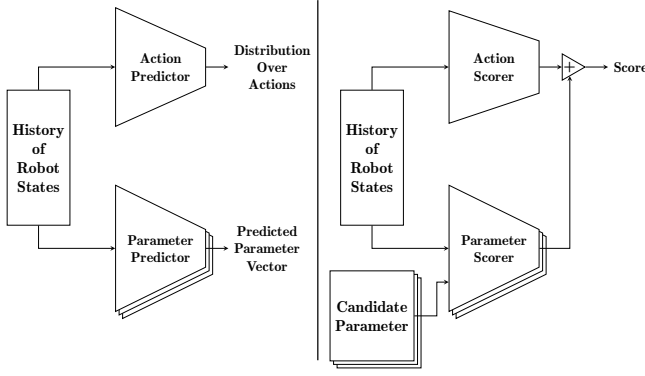 Action
Predictor
Distribution
Over
Actions
History
of
Robot
States
Parameter
Predictor
Predicted
Parameter
Vector
Action
Scorer
+
Score
History
of
Robot
States
Parameter
Scorer
Candidate
Parameter